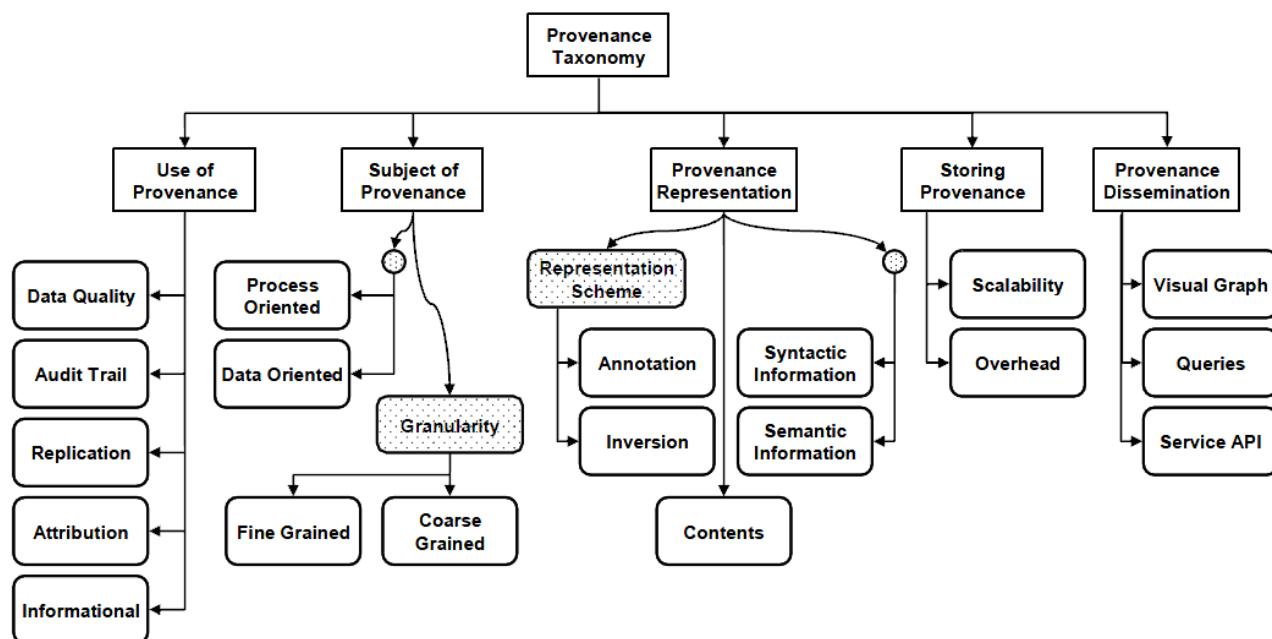 Provenance
Taxonomy
Use of
Provenance
Subject of
Provenance
Provenance
Representation
Storing
Provenance
Provenance
Dissemination
Data Quality
Audit Trail
Replication
Attribution
Informational
Process
Oriented
Data Oriented
Granularity
Fine Grained
Coarse
Grained
Representation
Scheme
Annotation
Inversion
Syntactic
Information
Semantic
Information
Contents
Scalability
Overhead
Visual Graph
Queries
Service API